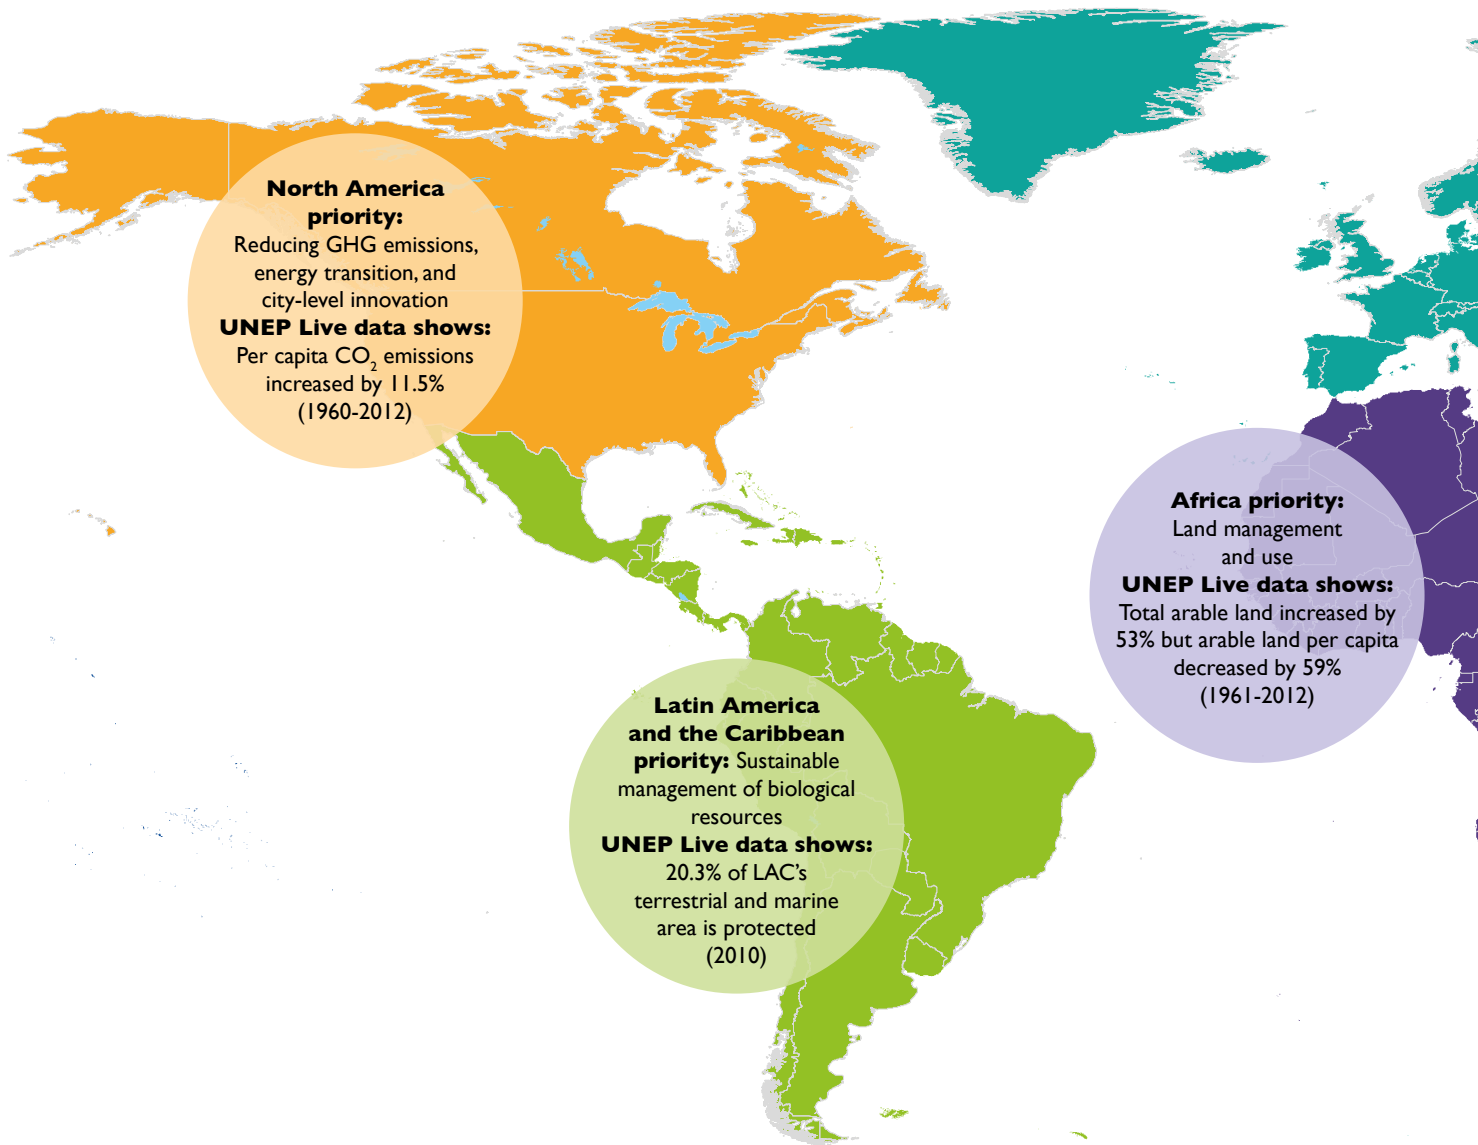 North America
priority:
Reducing GHG emissions,
energy transition, and
city-level innovation
UNEP Live data shows:
Per capita CO₂ emissions
increased by 11.5%
(1960-2012)
Africa priority:
Land management
and use
UNEP Live data shows:
Total arable land increased by
53% but arable land per capita
decreased by 59%
(1961-2012)
Latin America
and the Caribbean
priority: Sustainable
management of biological
resources
UNEP Live data shows:
20.3% of LAC’s
terrestrial and marine
area is protected
(2010)